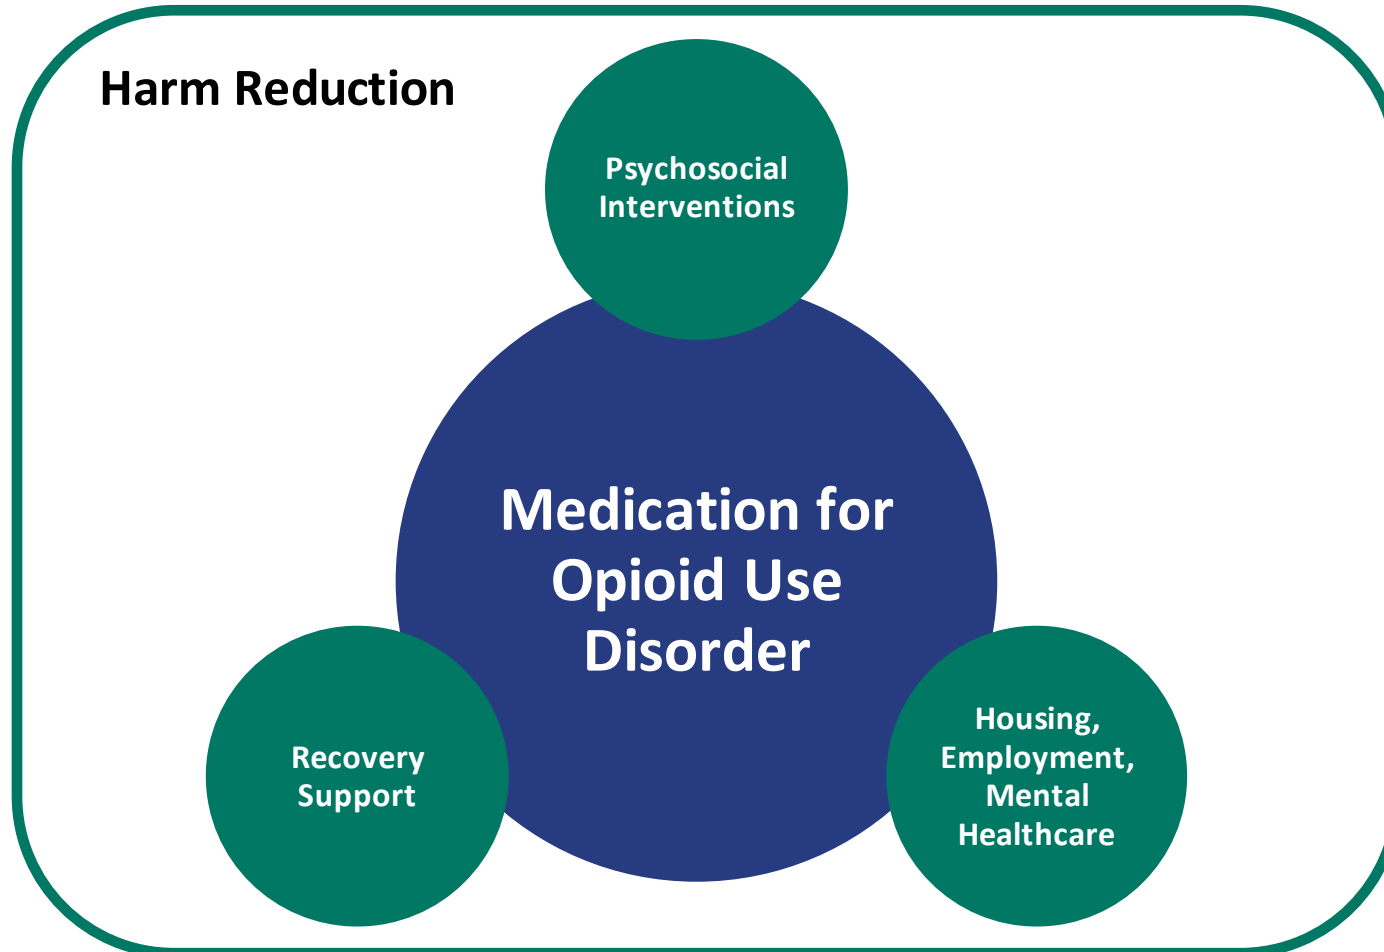 Harm Reduction
Psychosocial
Interventions
Medication for
Opioid Use
Disorder
Recovery
Support
Housing,
Employment,
Mental
Healthcare